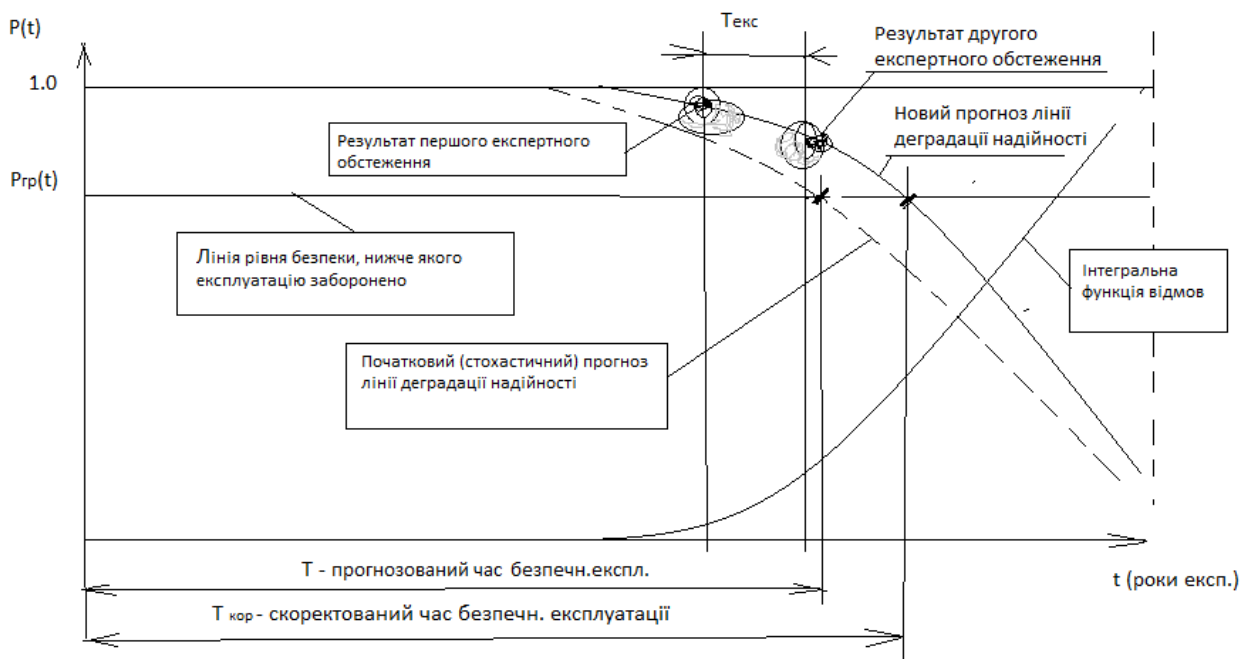 Текс
P(t)
Результат другого
експертного обстеження
1.0
Новий прогноз лінії
деградації надійності
Результат першого експертного
обстеження
Pгр(t)
Лінія рівня безпеки, нижче якого
експлуатацію заборонено
Інтегральна
функція відмов
Початковий (стохастичний) прогноз
лінії деградації надійності
T - прогнозований час безпечн.експл.
t (роки експ.)
T кор - скоректований час безпечн. експлуатації